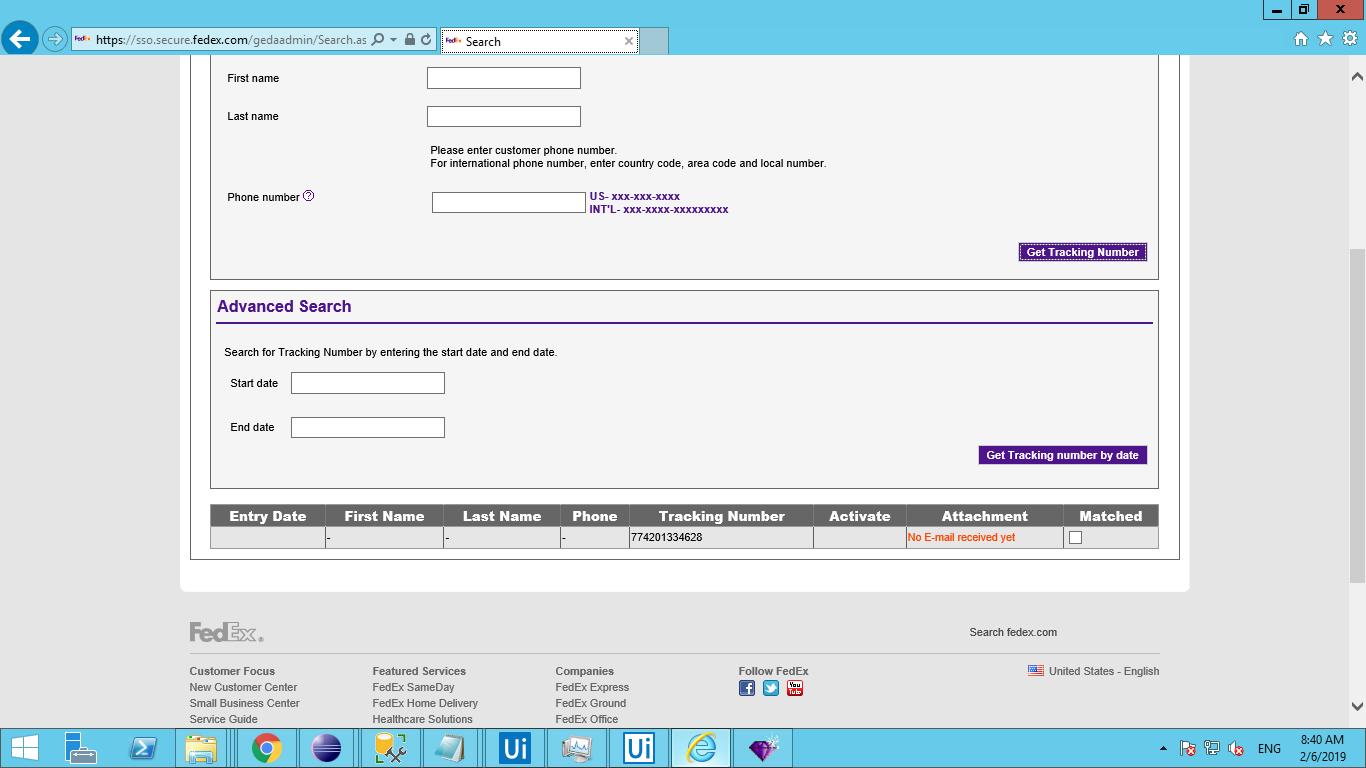 https://sso.secure.fedex.com/gedaadmin/Search.as
FedEx Search
First name
Last name
Please enter customer phone number.
For international phone number, enter country code, area code and local number.
Phone number ?
US- xxx-xxx-xxxx
INT'L- xxx-xxxx-xxxxxxxxx
Get Tracking Number
Advanced Search
Search for Tracking Number by entering the start date and end date.
Start date
End date
Get Tracking number by date
Entry Date First Name Last Name Phone Tracking Number Activate Attachment Matched
- - - 774201334628 No E-mail received yet
FedEx®
Search fedex.com
Customer Focus Featured Services Companies Follow FedEx United States - English
New Customer Center FedEx SameDay FedEx Express
Small Business Center FedEx Home Delivery FedEx Ground
Service Guide Healthcare Solutions FedEx Office
You Tube
Ui Ui
ENG
8:40 AM
2/6/2019